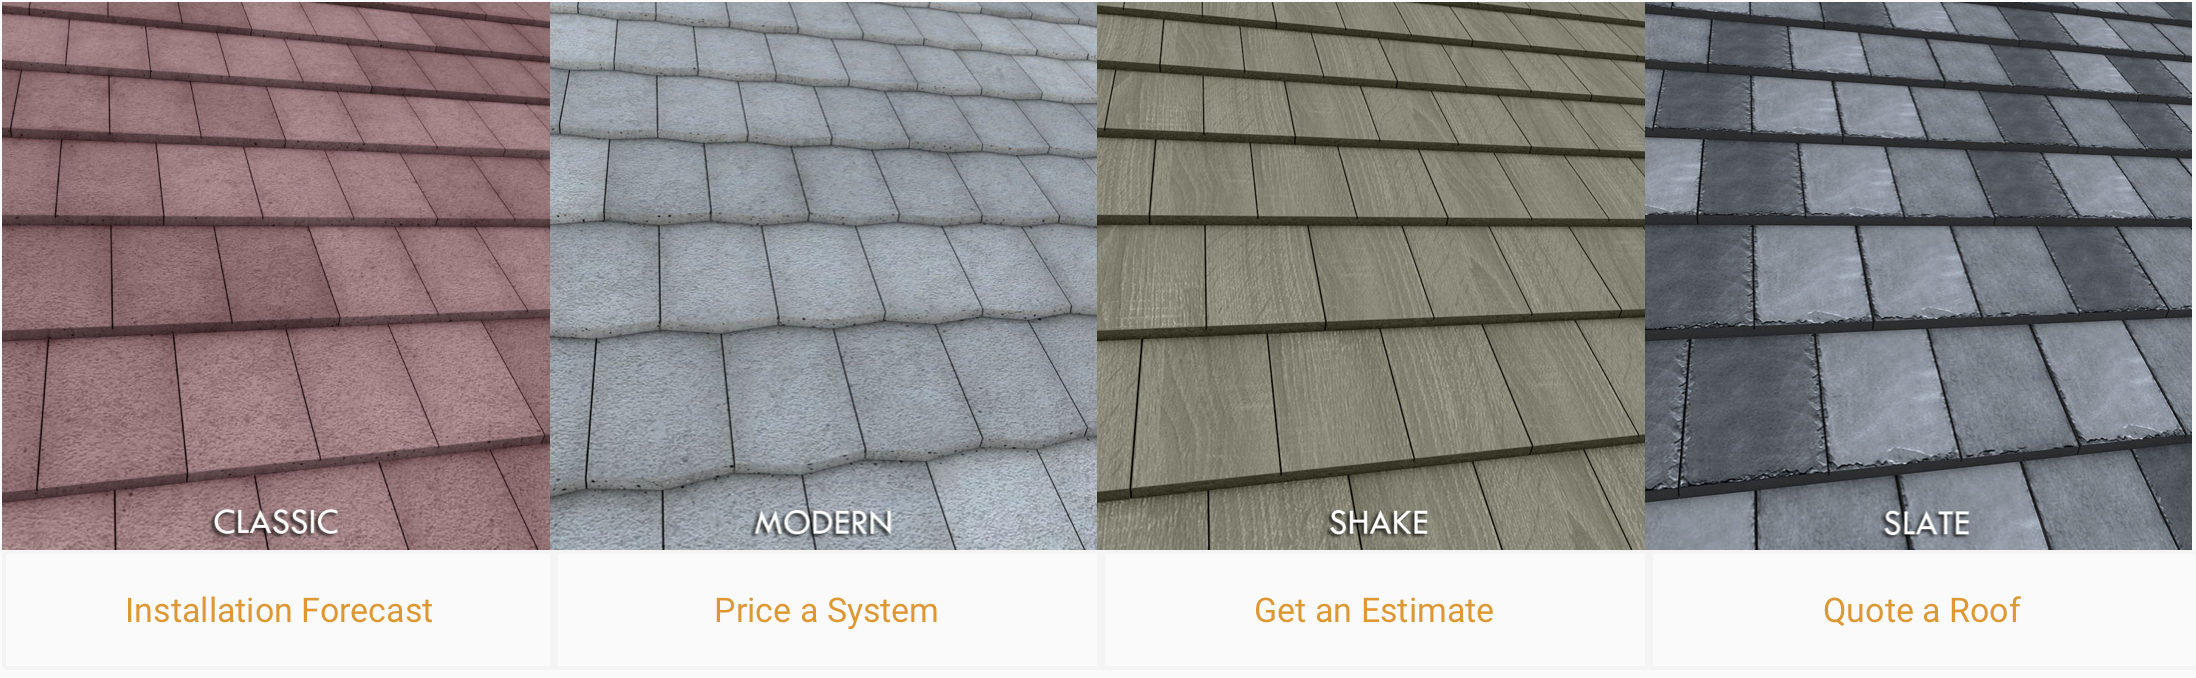 CLASSIC
MODERN
SHAKE
SLATE
Installation Forecast
Price a System
Get an Estimate
Quote a Roof